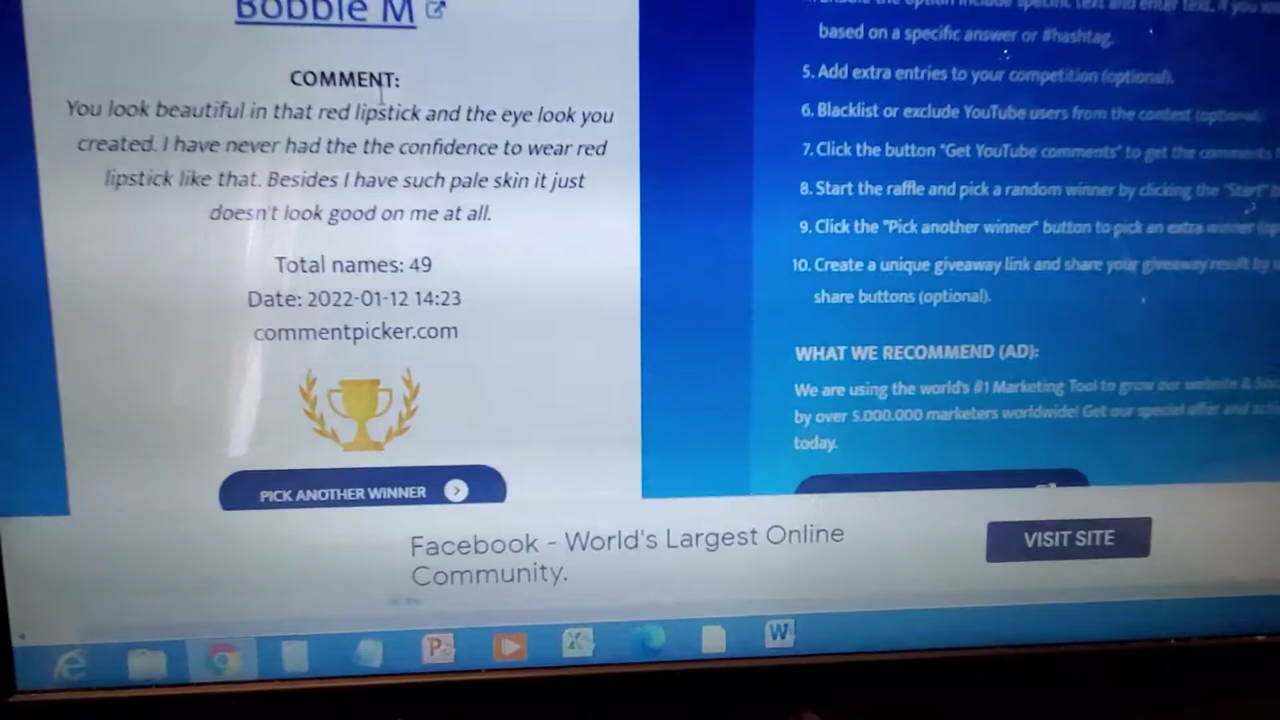 Bobbie M
COMMENT:
You look beautiful in that red lipstick and the eye look you
created. I have never had the the confidence to wear red
lipstick like that. Besides I have such pale skin it just
doesn't look good on me at all.
Total names: 49
Date: 2022-01-12 14:23
commentpicker.com
PICK ANOTHER WINNER
based on a specific answer or #hashtag.
5. Add extra entries to your competition (optional).
6. Blacklist or exclude YouTube users from the contest (optional).
7. Click the button "Get YouTube comments" to get the comments
8. Start the raffle and pick a random winner by clicking the "Start"
9. Click the "Pick another winner" button to pick an extra winner
10. Create a unique giveaway link and share your giveaway result by
share buttons (optional).
WHAT WE RECOMMEND (AD):
We are using the world's #1 Marketing Tool to grow our website &
by over 5.000.000 marketers worldwide! Get our special offer and
today.
Facebook - World's Largest Online
Community.
VISIT SITE